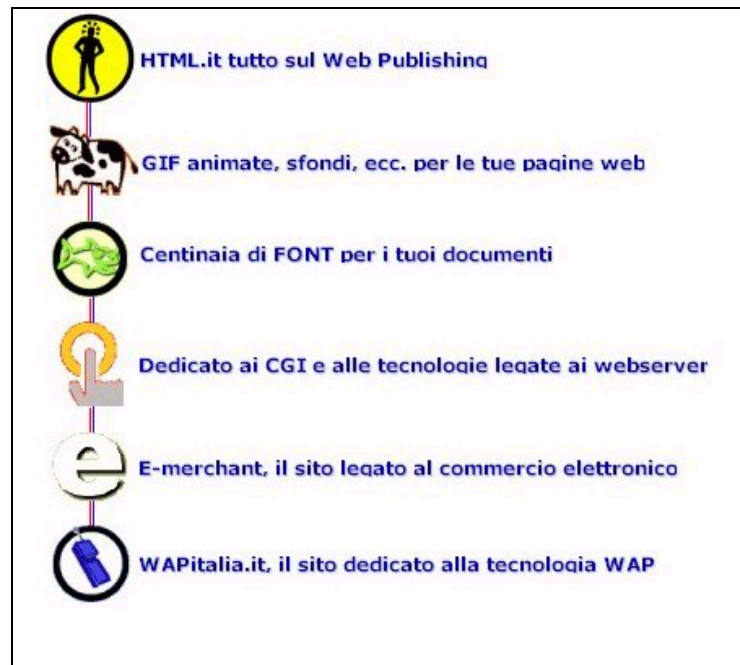 HTML.it tutto sul Web Publishing
GIF animate, sfondi, ecc. per le tue pagine web
Centinaia di FONT per i tuoi documenti
Dedicato ai CGI e alle tecnologie legate ai webserver
e
E-merchant, il sito legato al commercio elettronico
WAPitalia.it, il sito dedicato alla tecnologia WAP